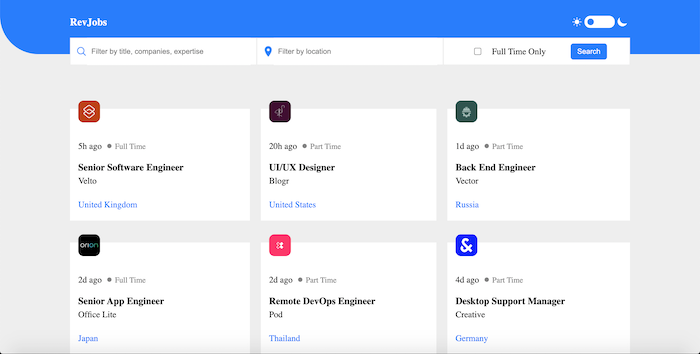 RevJobs
Filter by title, companies, expertise
Filter by location
Full Time Only
Search
5h ago Full Time
Senior Software Engineer
Velto
United Kingdom
20h ago Part Time
UI/UX Designer
Blogr
United States
1d ago Part Time
Back End Engineer
Vector
Russia
orion
2d ago Full Time
Senior App Engineer
Office Lite
Japan
2d ago Part Time
Remote DevOps Engineer
Pod
Thailand
&
4d ago Part Time
Desktop Support Manager
Creative
Germany